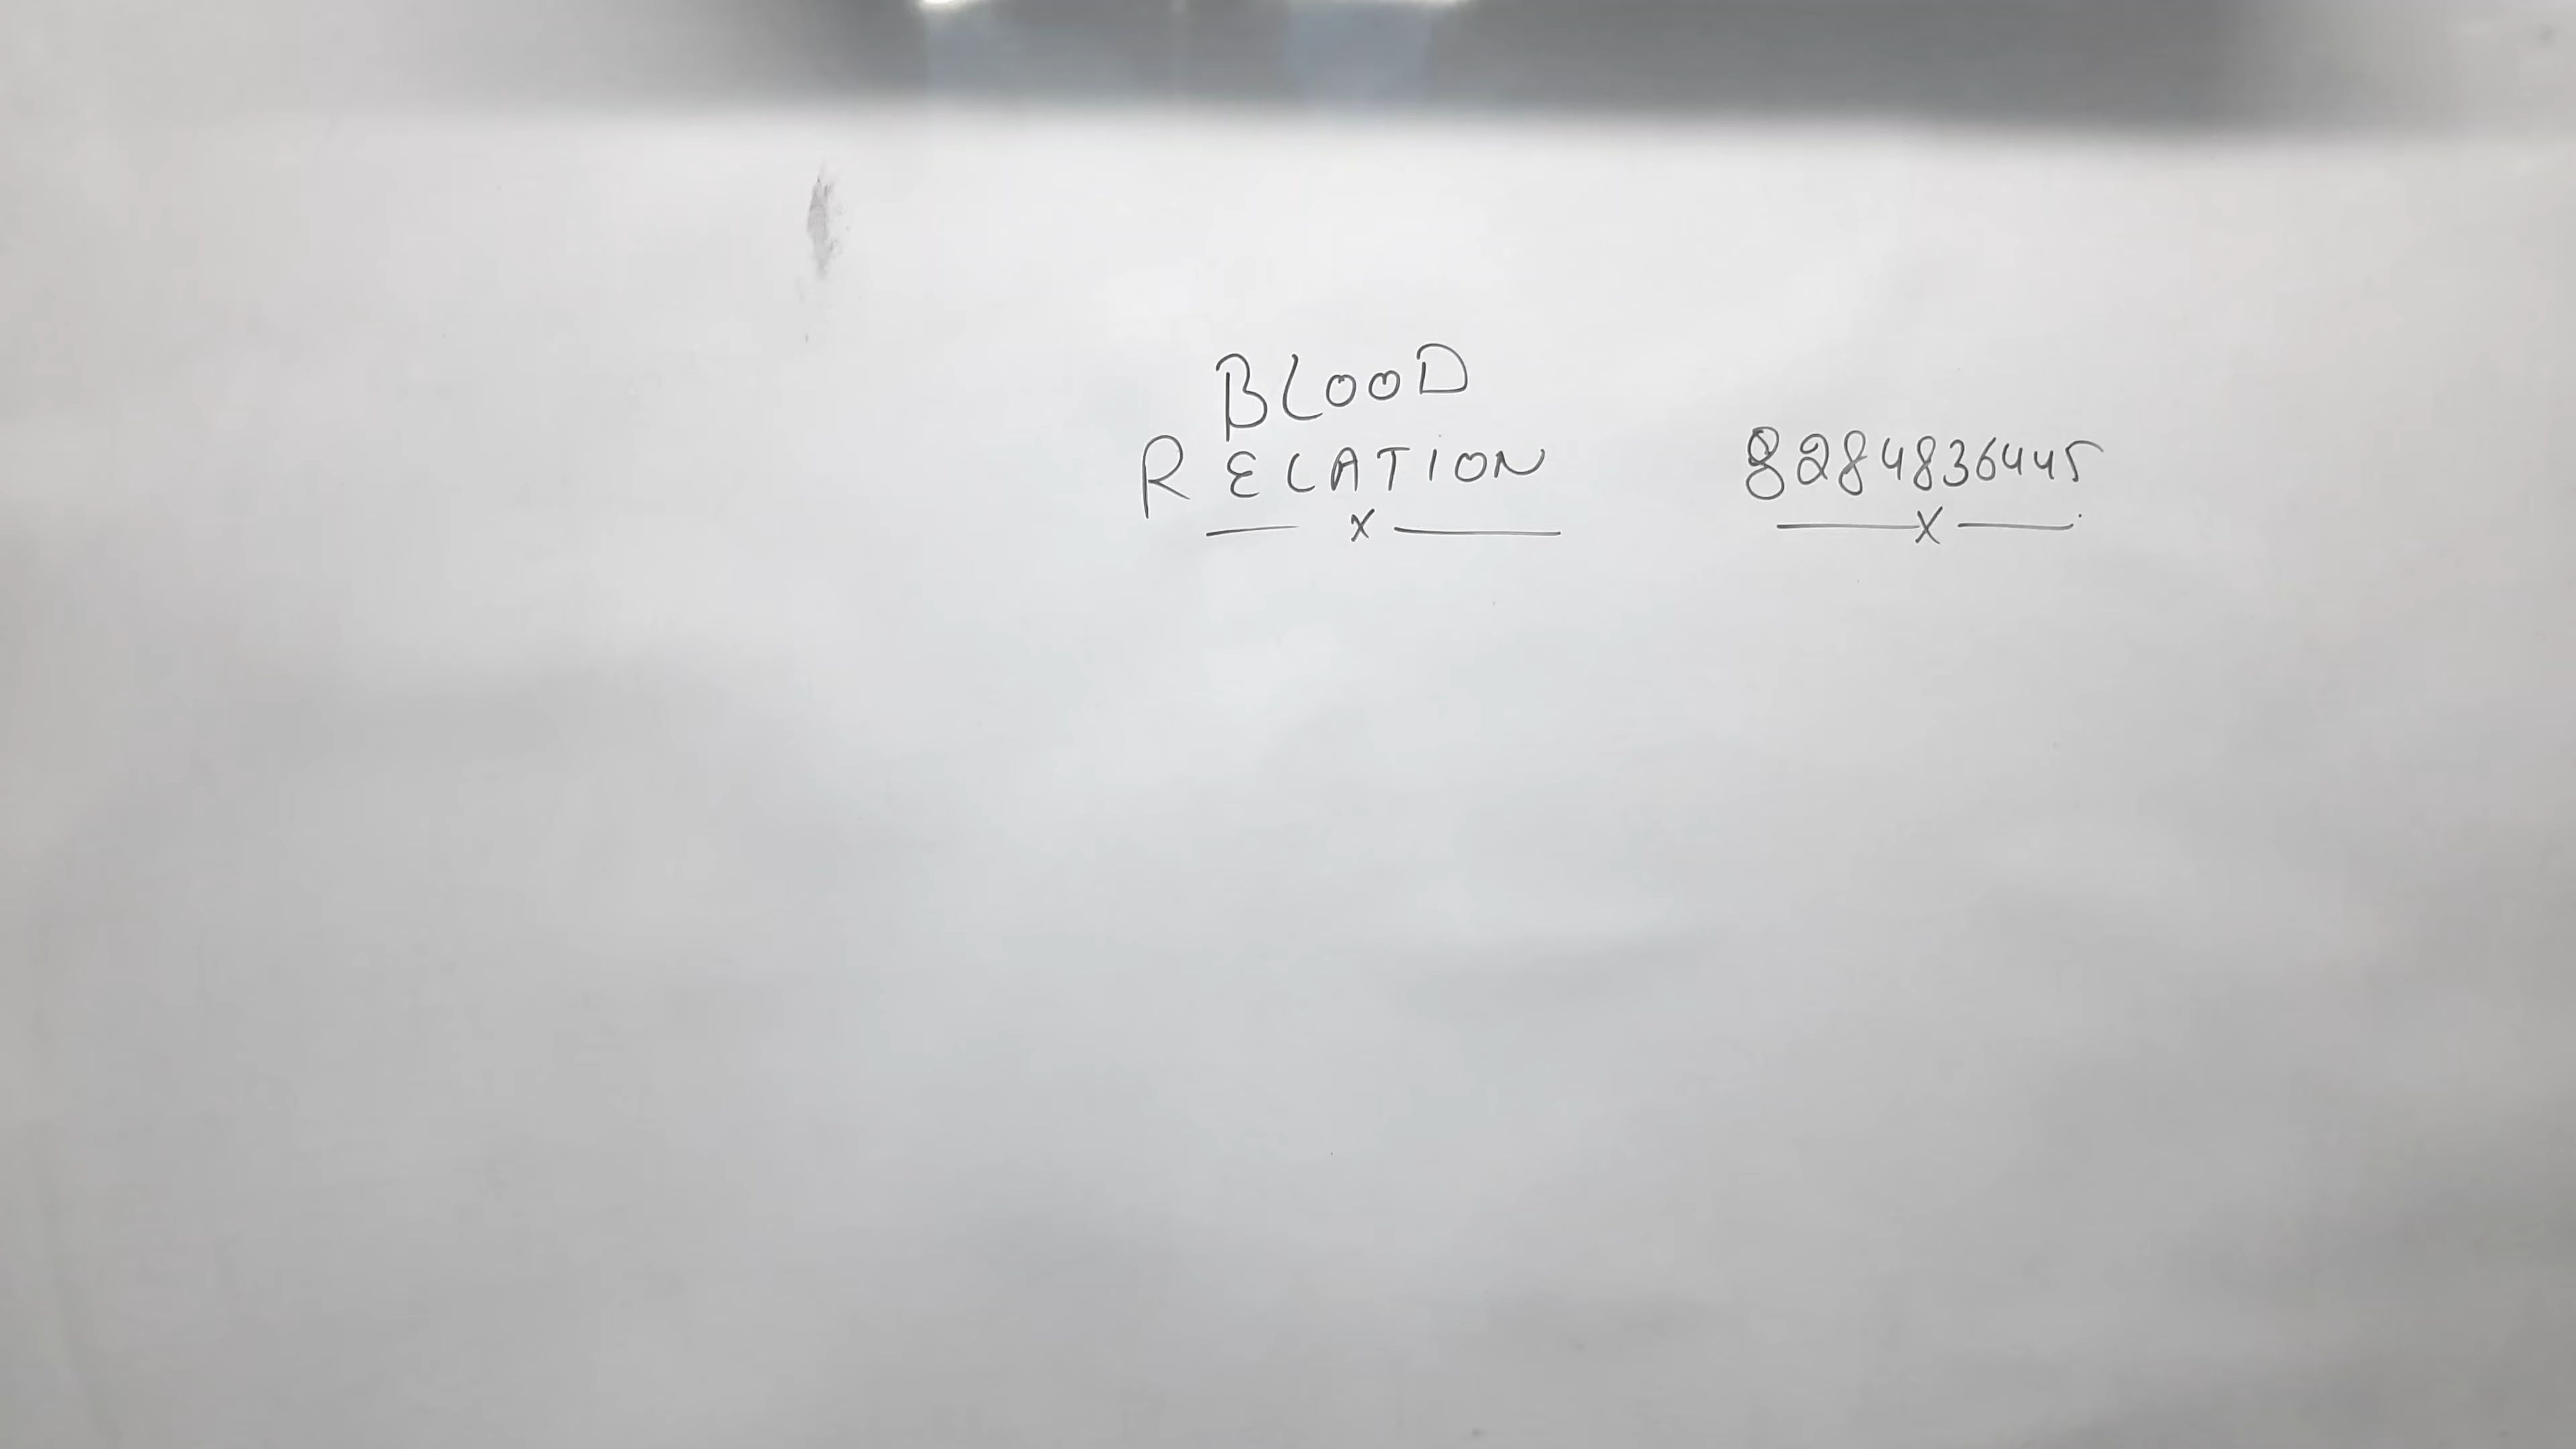 BLOOD
RELATION 8284836445
— x —— —— x ——